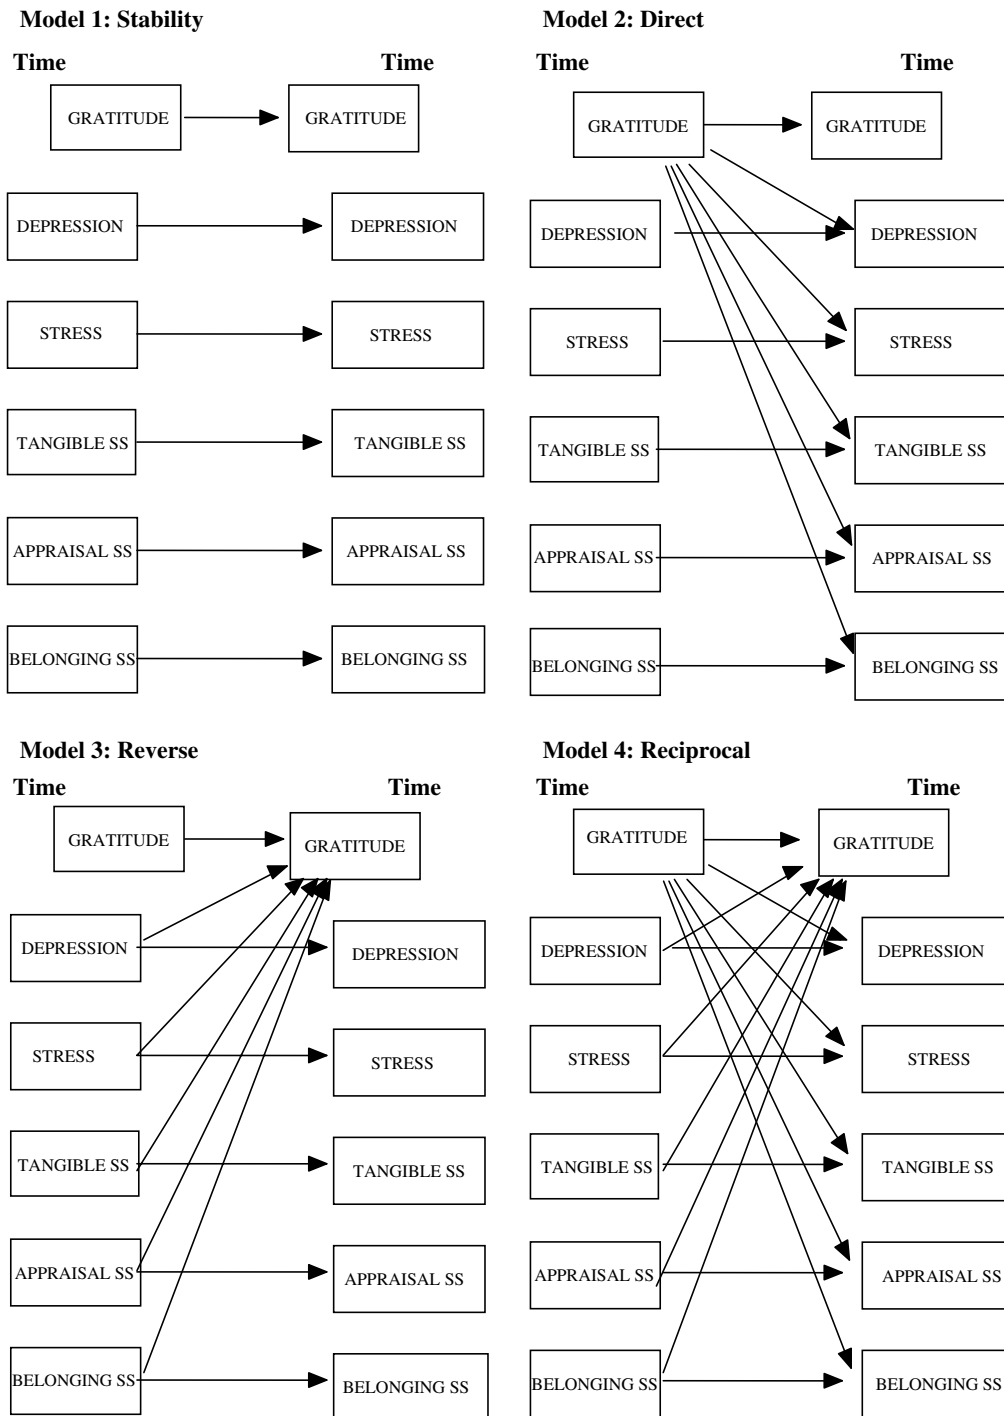 Model 1: Stability
Time Time
GRATITUDE GRATITUDE
DEPRESSION DEPRESSION
STRESS STRESS
TANGIBLE SS TANGIBLE SS
APPRAISAL SS APPRAISAL SS
BELONGING SS BELONGING SS
Model 2: Direct
Time Time
GRATITUDE GRATITUDE
DEPRESSION DEPRESSION
STRESS STRESS
TANGIBLE SS TANGIBLE SS
APPRAISAL SS APPRAISAL SS
BELONGING SS BELONGING SS
Model 3: Reverse
Time Time
GRATITUDE GRATITUDE
DEPRESSION DEPRESSION
STRESS STRESS
TANGIBLE SS TANGIBLE SS
APPRAISAL SS APPRAISAL SS
BELONGING SS BELONGING SS
Model 4: Reciprocal
Time Time
GRATITUDE GRATITUDE
DEPRESSION DEPRESSION
STRESS STRESS
TANGIBLE SS TANGIBLE SS
APPRAISAL SS APPRAISAL SS
BELONGING SS BELONGING SS